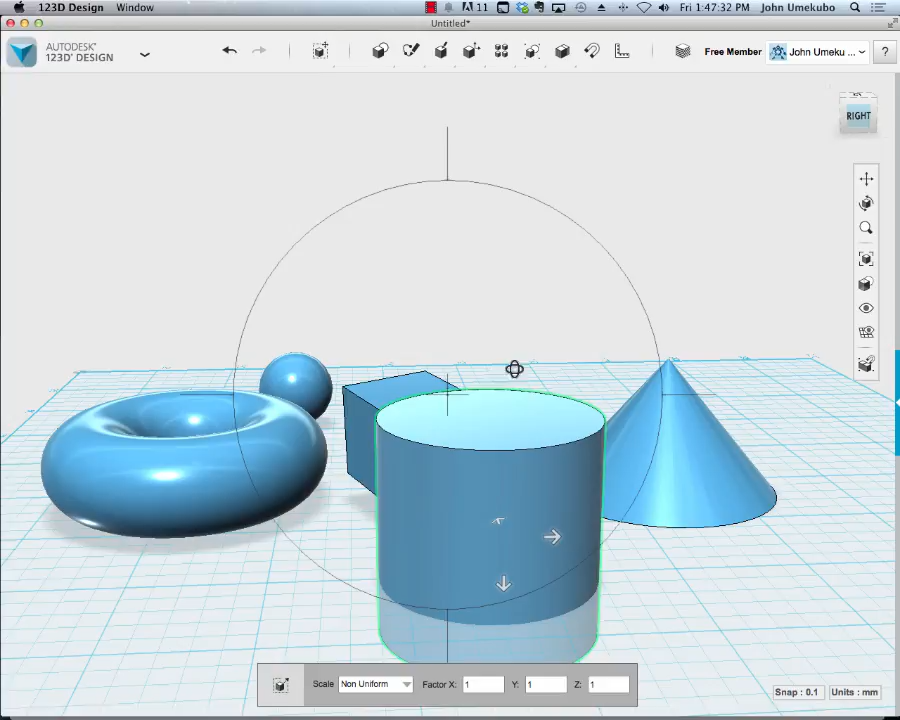 123D Design Window 11 Fri 1:47:32 PM John Umekubo
Untitled*
AUTODESK®
123D® DESIGN
Free Member John Umeku ... ?
RIGHT
Scale Non Uniform Factor X: 1 Y: 1 Z: 1
Snap : 0.1 Units : mm